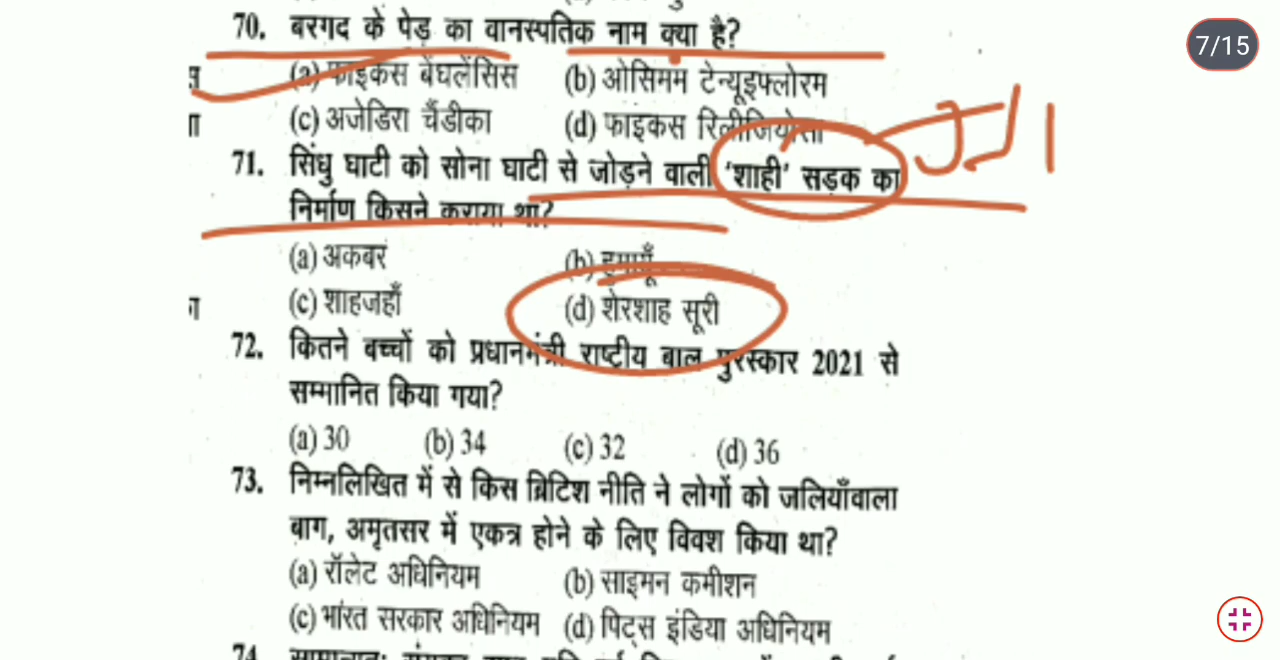 7/15
70. बरगद के पेड़ का वानस्पतिक नाम क्या है?
(a) फाइकस बेंघलेंसिस (b) ओसिमम टेन्यूइफ्लोरम
(c) अजेडिरा चैंडीका (d) फाइकस रिलीजियोसा
71. सिंधु घाटी को सोना घाटी से जोड़ने वाली 'शाही' सड़क का
निर्माण किसने कराया था?
(a) अकबर (b) हुमायूँ
(c) शाहजहाँ (d) शेरशाह सूरी
72. कितने बच्चों को प्रधानमंत्री राष्टीय बाल पुरस्कार 2021 से
सम्मानित किया गया?
(a) 30 (b) 34 (c) 32 (d) 36
73. निम्नलिखित में से किस ब्रिटिश नीति ने लोगों को जलियाँवाला
बाग, अमृतसर में एकत्र होने के लिए विवश किया था?
(a) रॉलेट अधिनियम (b) साइमन कमीशन
(c) भारत सरकार अधिनियम (d) पिट्स इंडिया अधिनियम
74.